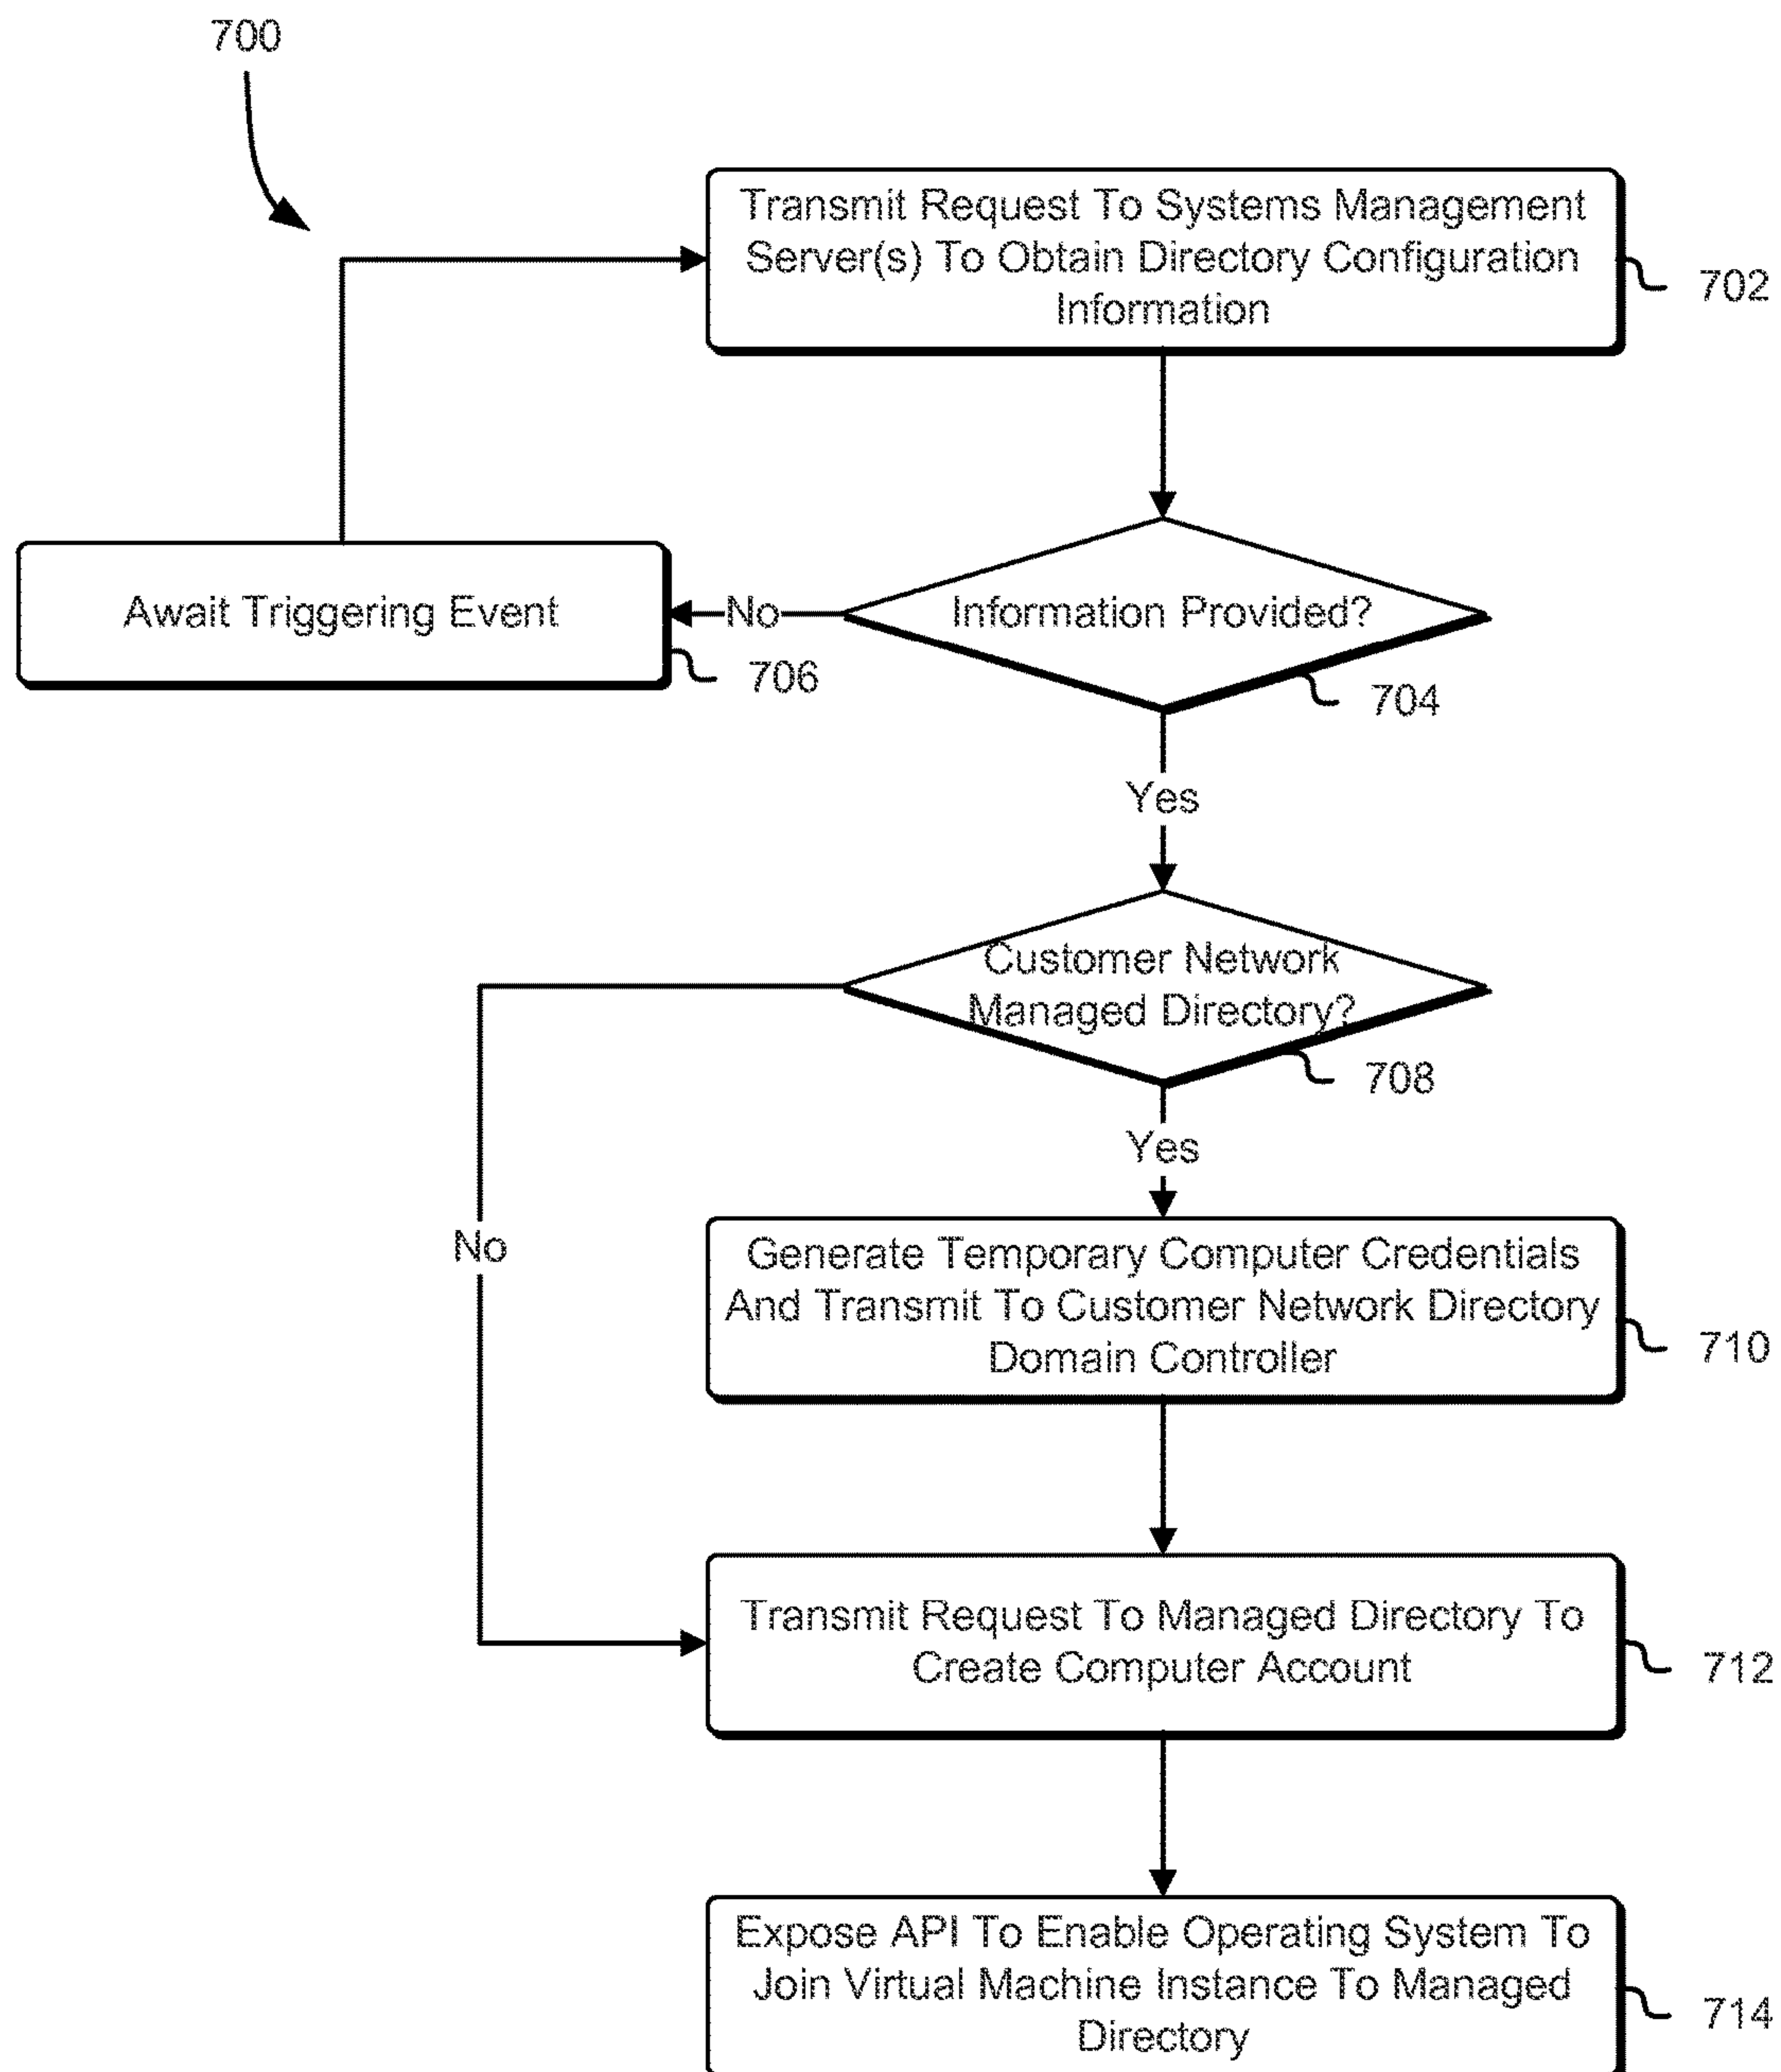 700
Transmit Request To Systems Management
Server(s) To Obtain Directory Configuration
Information
702
Await Triggering Event
706
No
Information Provided?
704
Yes
Customer Network
Managed Directory?
708
Yes
No
Generate Temporary Computer Credentials
And Transmit To Customer Network Directory
Domain Controller
710
Transmit Request To Managed Directory To
Create Computer Account
712
Expose API To Enable Operating System To
Join Virtual Machine Instance To Managed
Directory
714